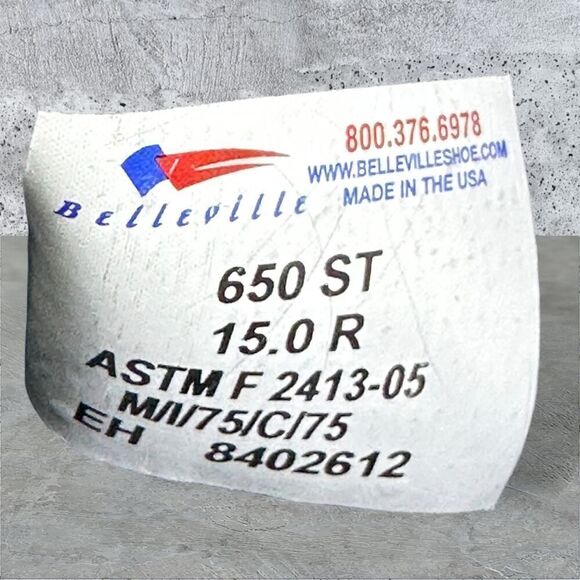 Belleville
800.376.6978
WWW.BELLEVILLESHOE.COM
MADE IN THE USA
650 ST
15.0 R
ASTM F 2413-05
M/I/75/C/75
EH 8402612